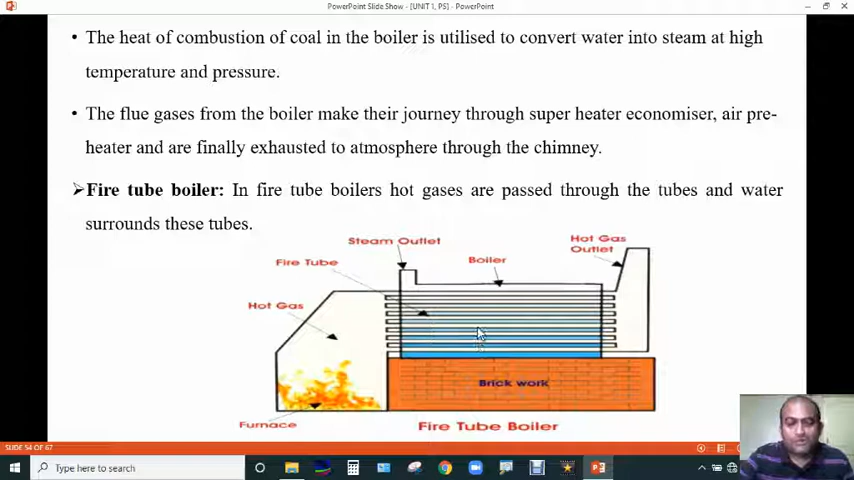 PowerPoint Slide Show - [UNIT 1, PS] - PowerPoint
• The heat of combustion of coal in the boiler is utilised to convert water into steam at high
temperature and pressure.
• The flue gases from the boiler make their journey through super heater economiser, air pre-
heater and are finally exhausted to atmosphere through the chimney.
➢Fire tube boiler: In fire tube boilers hot gases are passed through the tubes and water
surrounds these tubes.
Steam Outlet
Hot Gas
Outlet
Fire Tube
Boiler
Hot Gas
Brick work
Furnace
Fire Tube Boiler
SLIDE 54 OF 67
Type here to search